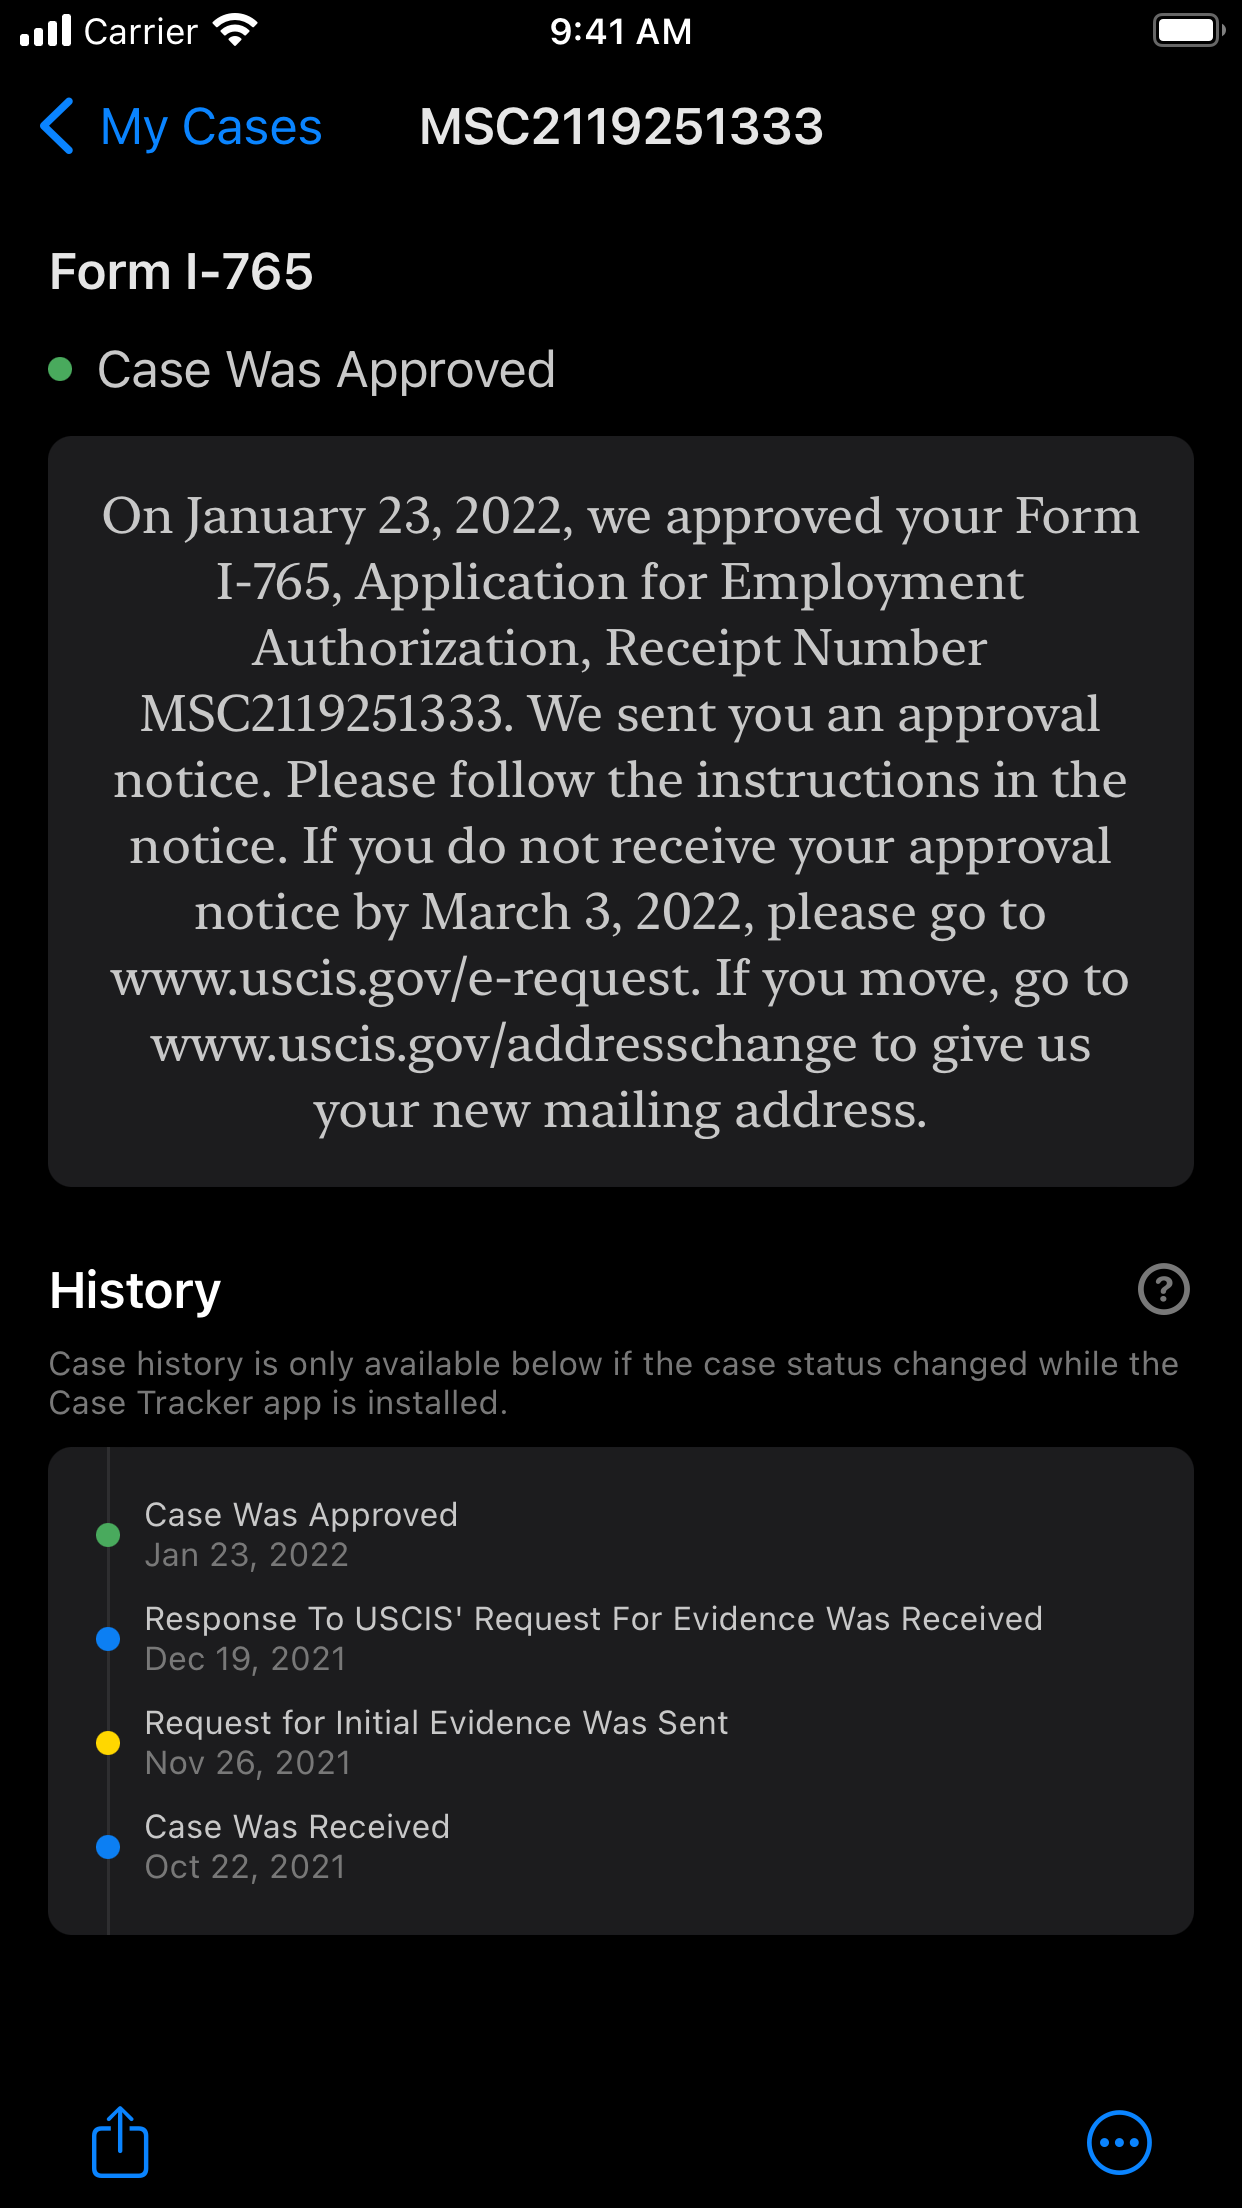 Carrier 9:41 AM
My Cases MSC2119251333
Form I-765
Case Was Approved
On January 23, 2022, we approved your Form
I-765, Application for Employment
Authorization, Receipt Number
MSC2119251333. We sent you an approval
notice. Please follow the instructions in the
notice. If you do not receive your approval
notice by March 3, 2022, please go to
www.uscis.gov/e-request. If you move, go to
www.uscis.gov/addresschange to give us
your new mailing address.
History ?
Case history is only available below if the case status changed while the
Case Tracker app is installed.
Case Was Approved
Jan 23, 2022
Response To USCIS' Request For Evidence Was Received
Dec 19, 2021
Request for Initial Evidence Was Sent
Nov 26, 2021
Case Was Received
Oct 22, 2021